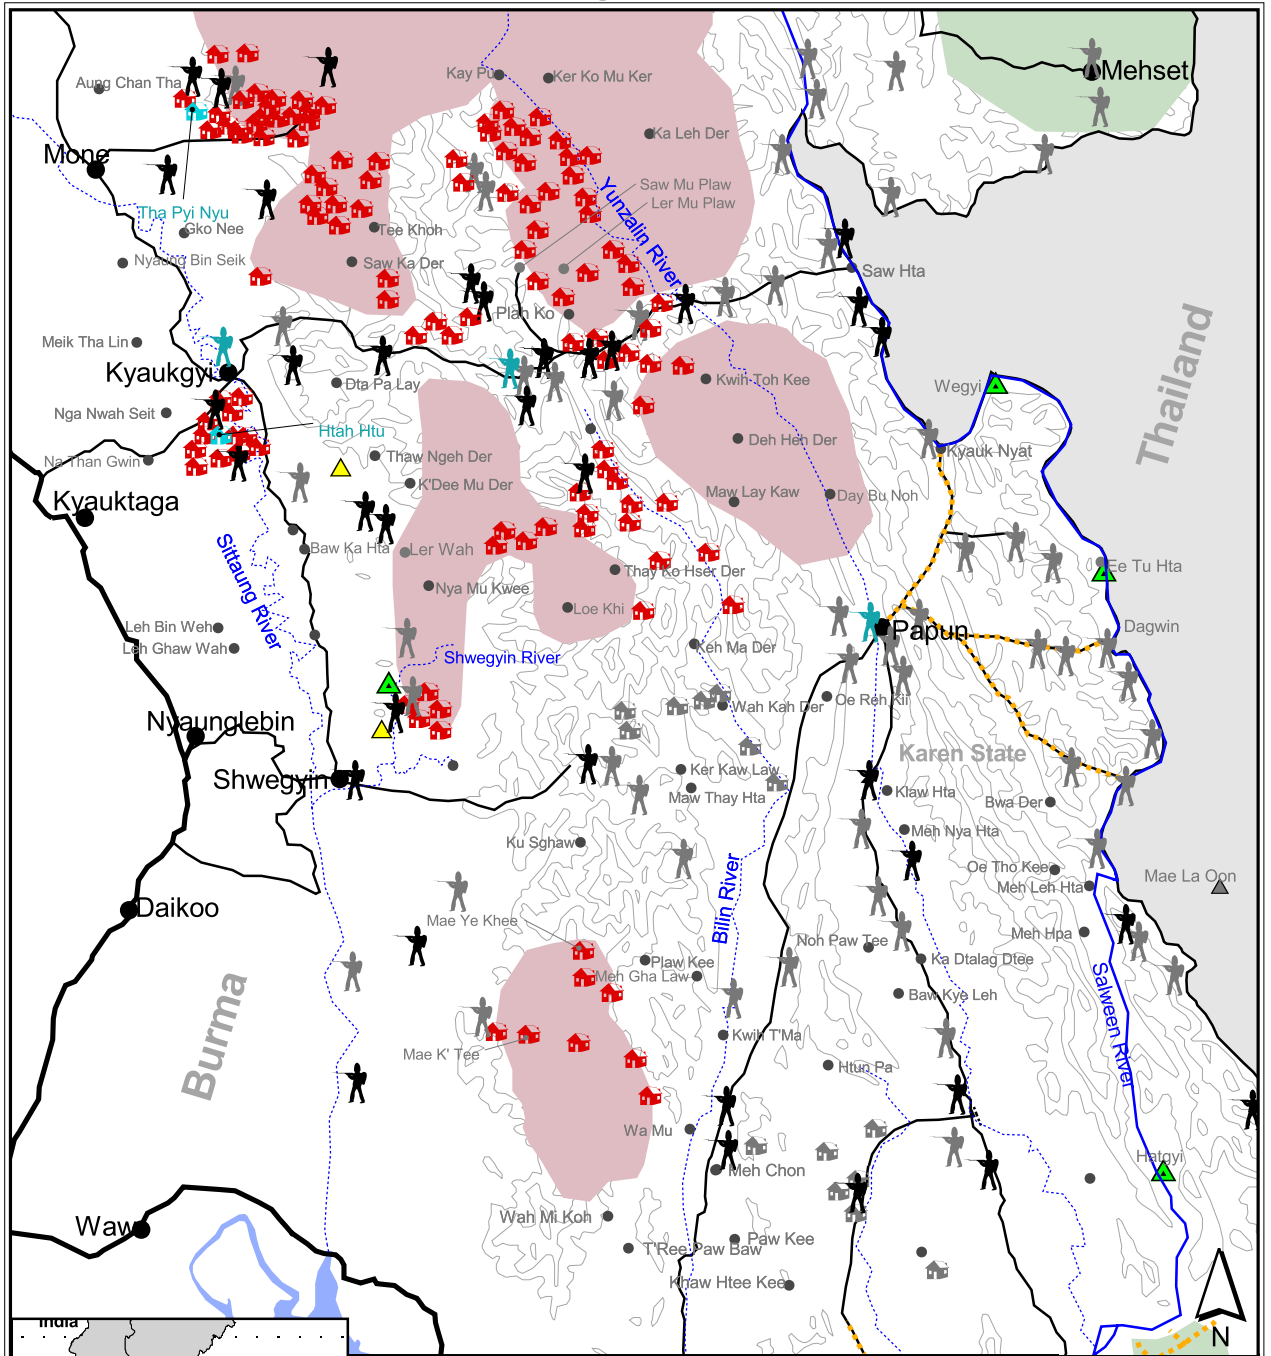 Mehset
Kay Pu
Ker Ko Mu Ker
Aung Chan Tha
Ka Leh Der
Mone
Saw Mu Plaw
Ler Mu Plaw
Yunzalin River
Tha Pyi Nyu
Gko Nee
Tee Khoh
Nyaung Bin Seik
Saw Ka Der
Saw Hta
Plah Ko
Thailand
Meik Tha Lin
Kyaukgyi
Dta Pa Lay
Kwih Toh Kee
Wegyi
Nga Nwah Seit
Htah Htu
Deh Heh Der
Kyauk Nyat
Na Than Gwin
Thaw Ngeh Der
K'Dee Mu Der
Maw Lay Kaw
Day Bu Noh
Kyauktaga
Sittaung River
Baw Ka Hta
Ler Wah
Thay Ko Hser Der
Ee Tu Hta
Nya Mu Kwee
Loe Khi
Leh Bin Weh
Papun
Dagwin
Leh Ghaw Wah
Shwegyin River
Keh Ma Der
Oe Reh Kii
Wah Kah Der
Nyaunglebin
Karen State
Shwegyin
Ker Kaw Law
Maw Thay Hta
Klaw Hta
Bwa Der
Meh Nya Hta
Ku Sghaw
Oe Tho Kee
Meh Leh Hta
Mae La Oon
Bilin River
Daikoo
Mae Ye Khee
Meh Hpa
Noh Paw Tee
Plaw Kee
Meh Gha Law
Ka Dtalag Dtee
Salween River
Baw Kye Leh
Burma
Kwih T'Ma
Mae K' Tee
Htun Pa
Wa Mu
Hatgyi
Meh Chon
Wah Mi Koh
Waw
Paw Kee
T'Ree Paw Baw
Khaw Htee Kee
India
N